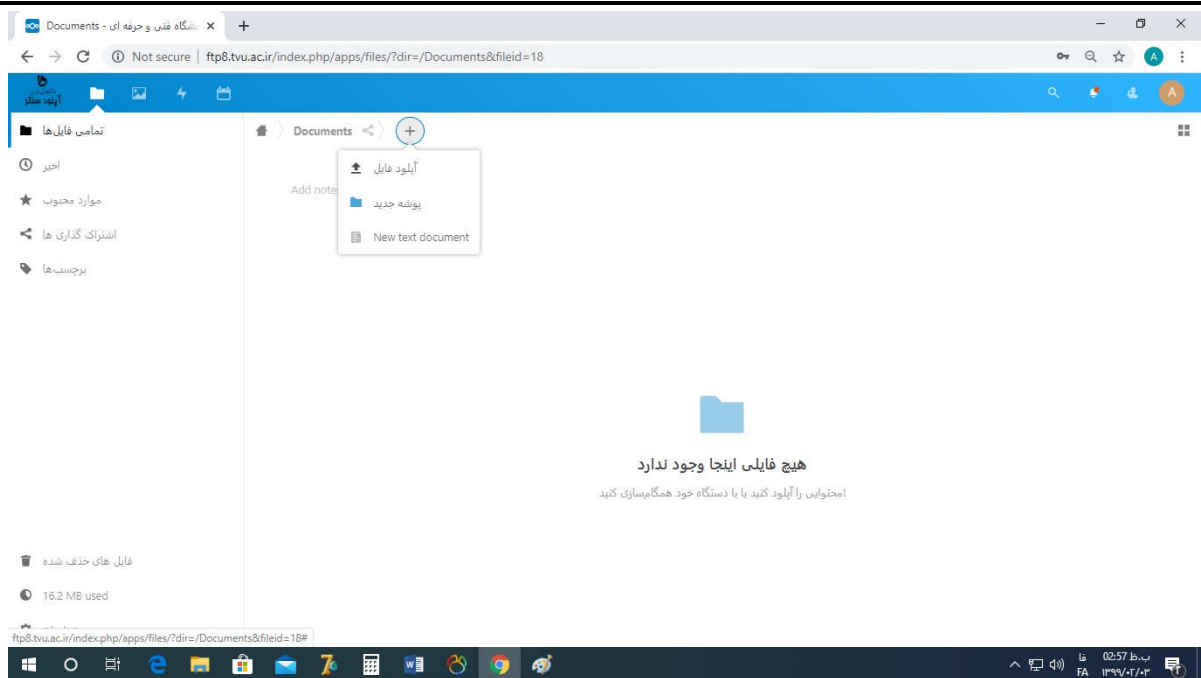 Documents - شگاه فنی و حرفه ای
Not secure | ftp8.tvu.ac.ir/index.php/apps/files/?dir=/Documents&fileid=18
A
آپلود سنتر
A
تمامی فایل‌ها
Documents
اخیر
آپلود فایل
موارد محبوب
Add note
پوشه جدید
اشتراک گذاری ها
New text document
برچسب‌ها
هیچ فایلی اینجا وجود ندارد
!محتوایی را آپلود کنید یا با دستگاه خود همگام‌سازی کنید
فایل های حذف شده
16.2 MB used
ftp8.tvu.ac.ir/index.php/apps/files/?dir=/Documents&fileid=18#
فا
02:57 ب.ظ
FA
۱۳۹۹/۰۲/۰۳